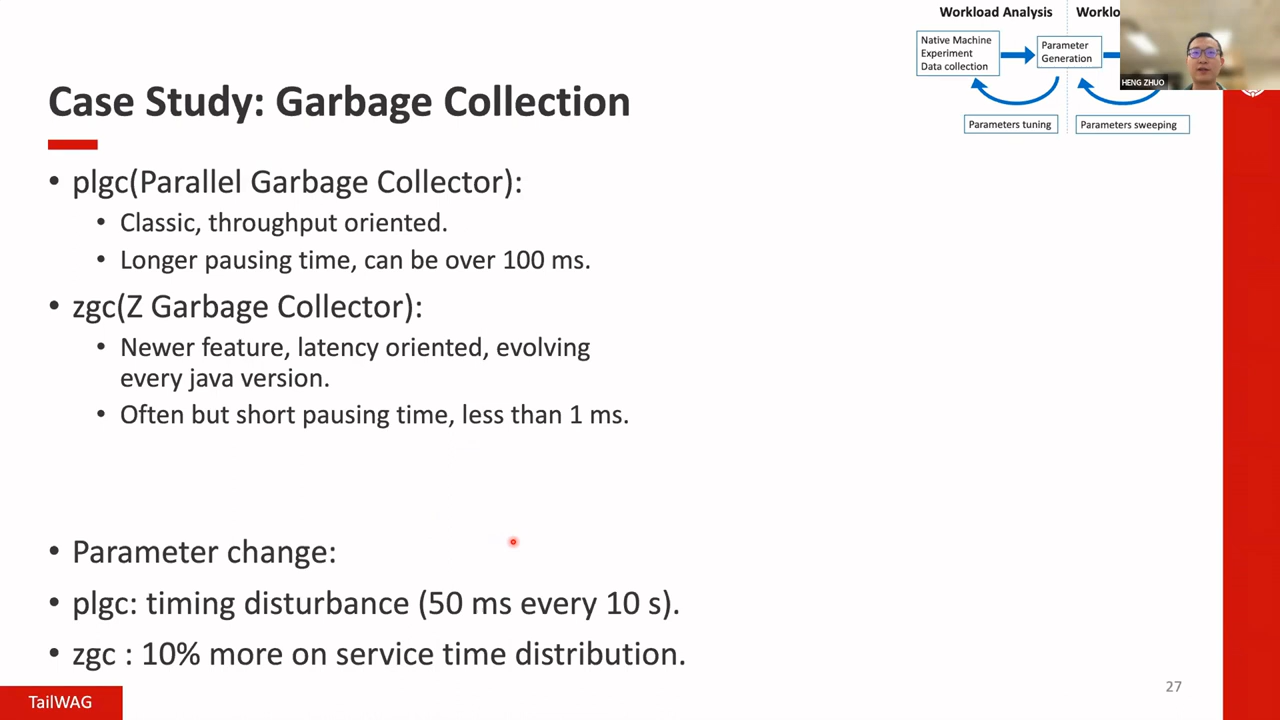 Workload Analysis
Worklo
Native Machine
Experiment
Data collection
Parameter
Generation
HENG ZHUO
Parameters tuning
Parameters sweeping
Case Study: Garbage Collection
• plgc(Parallel Garbage Collector):
• Classic, throughput oriented.
• Longer pausing time, can be over 100 ms.
• zgc(Z Garbage Collector):
• Newer feature, latency oriented, evolving
every java version.
• Often but short pausing time, less than 1 ms.
• Parameter change:
• plgc: timing disturbance (50 ms every 10 s).
• zgc : 10% more on service time distribution.
27
TailWAG